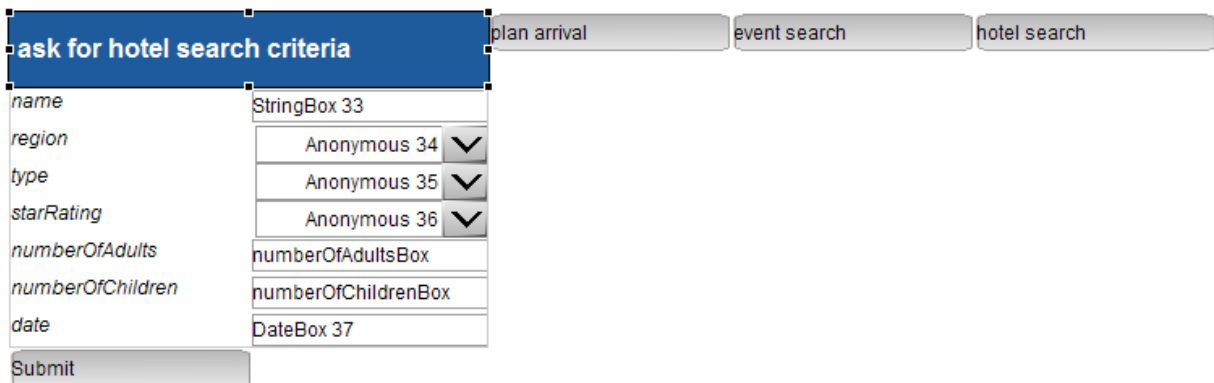 ask for hotel search criteria plan arrival event search hotel search
name StringBox 33
region Anonymous 34
type Anonymous 35
starRating Anonymous 36
numberOfAdults numberOfAdultsBox
numberOfChildren numberOfChildrenBox
date DateBox 37
Submit